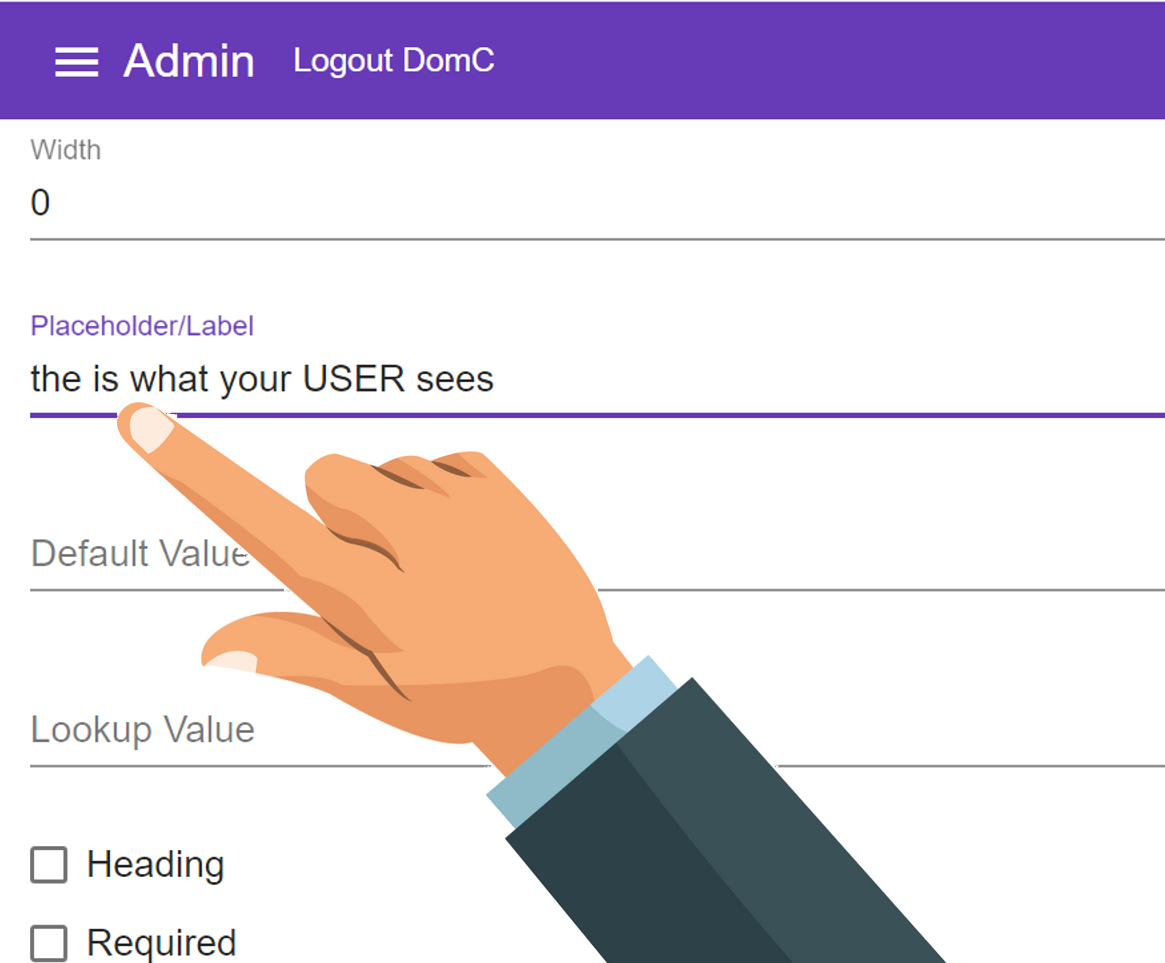 Admin Logout DomC
Width
0
Placeholder/Label
the is what your USER sees
Default Value
Lookup Value
Heading
Required